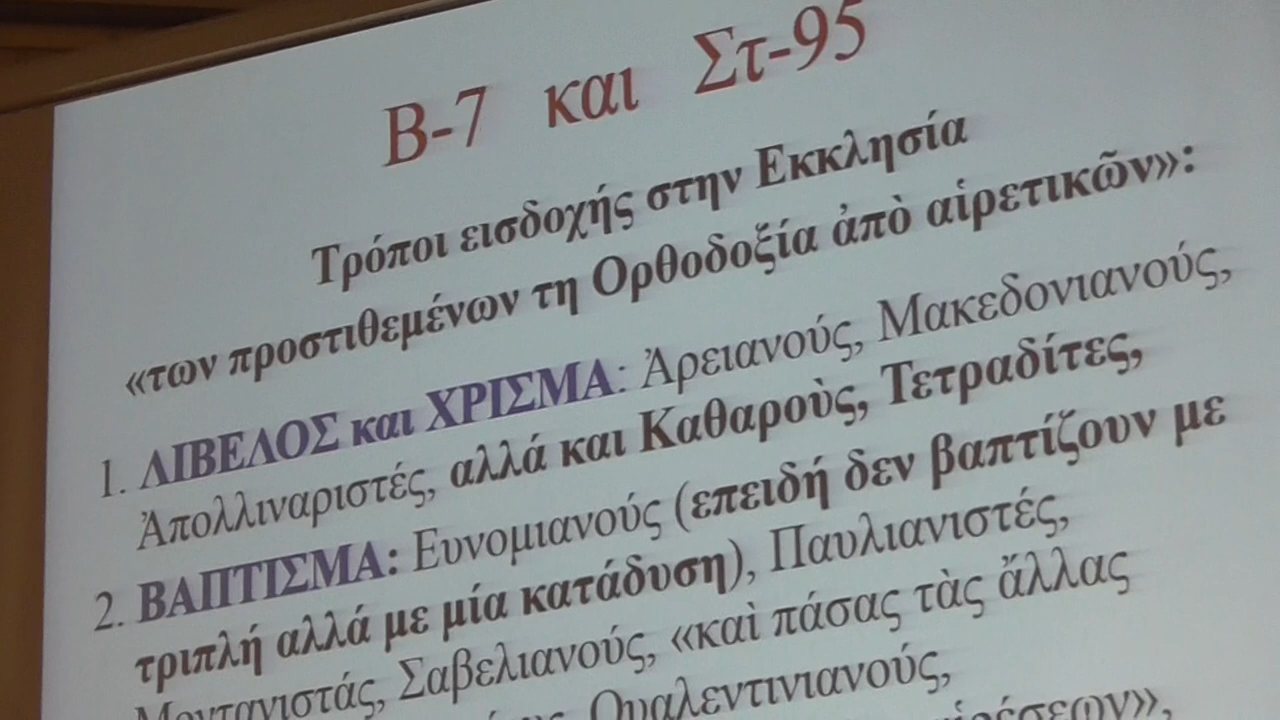 Β-7 και Στ-95
Τρόποι εισδοχής στην Εκκλησία
«των προστιθεμένων τη Ορθοδοξία ἀπὸ αἱρετικῶν»:
1. ΛΙΒΕΛΟΣ και ΧΡΙΣΜΑ: Ἀρειανούς, Μακεδονιανούς,
Ἀπολλιναριστές, αλλά και Καθαροὺς, Τετραδίτες,
2. ΒΑΠΤΙΣΜΑ: Ευνομιανούς (επειδή δεν βαπτίζουν με
τριπλή αλλά με μία κατάδυση), Παυλιανιστές,
Μοντανιστάς, Σαβελιανούς, «καὶ πάσας τὰς ἄλλας
Ουαλεντινιανούς,